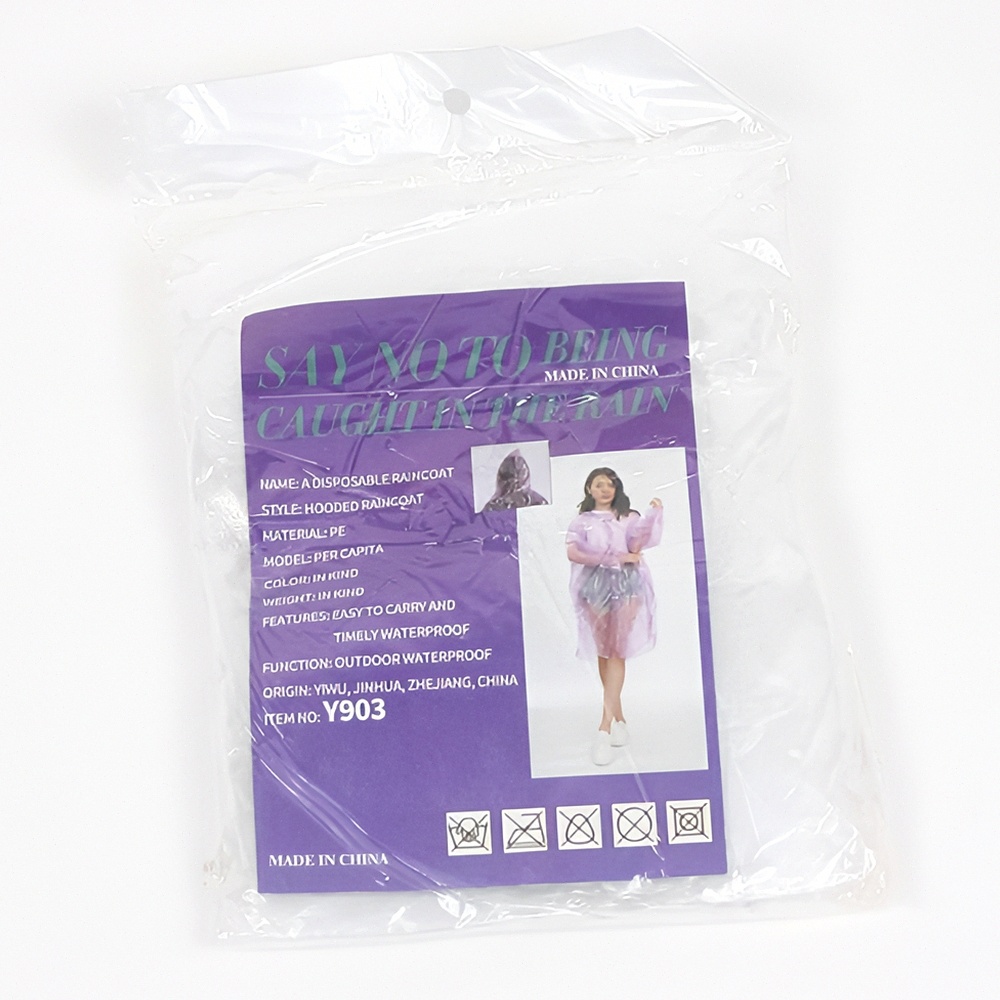 SAY NO TO BEING
MADE IN CHINA
CAUGHT IN THE RAIN
NAME: A DISPOSABLE RAINCOAT
STYLE: HOODED RAINCOAT
MATERIAL: PE
MODEL: PER CAPITA
COLOR: IN KIND
WEIGHT: IN KIND
FEATURES: EASY TO CARRY AND
TIMELY WATERPROOF
FUNCTION: OUTDOOR WATERPROOF
ORIGIN: YIWU, JINHUA, ZHEJIANG, CHINA
ITEM NO: Y903
MADE IN CHINA